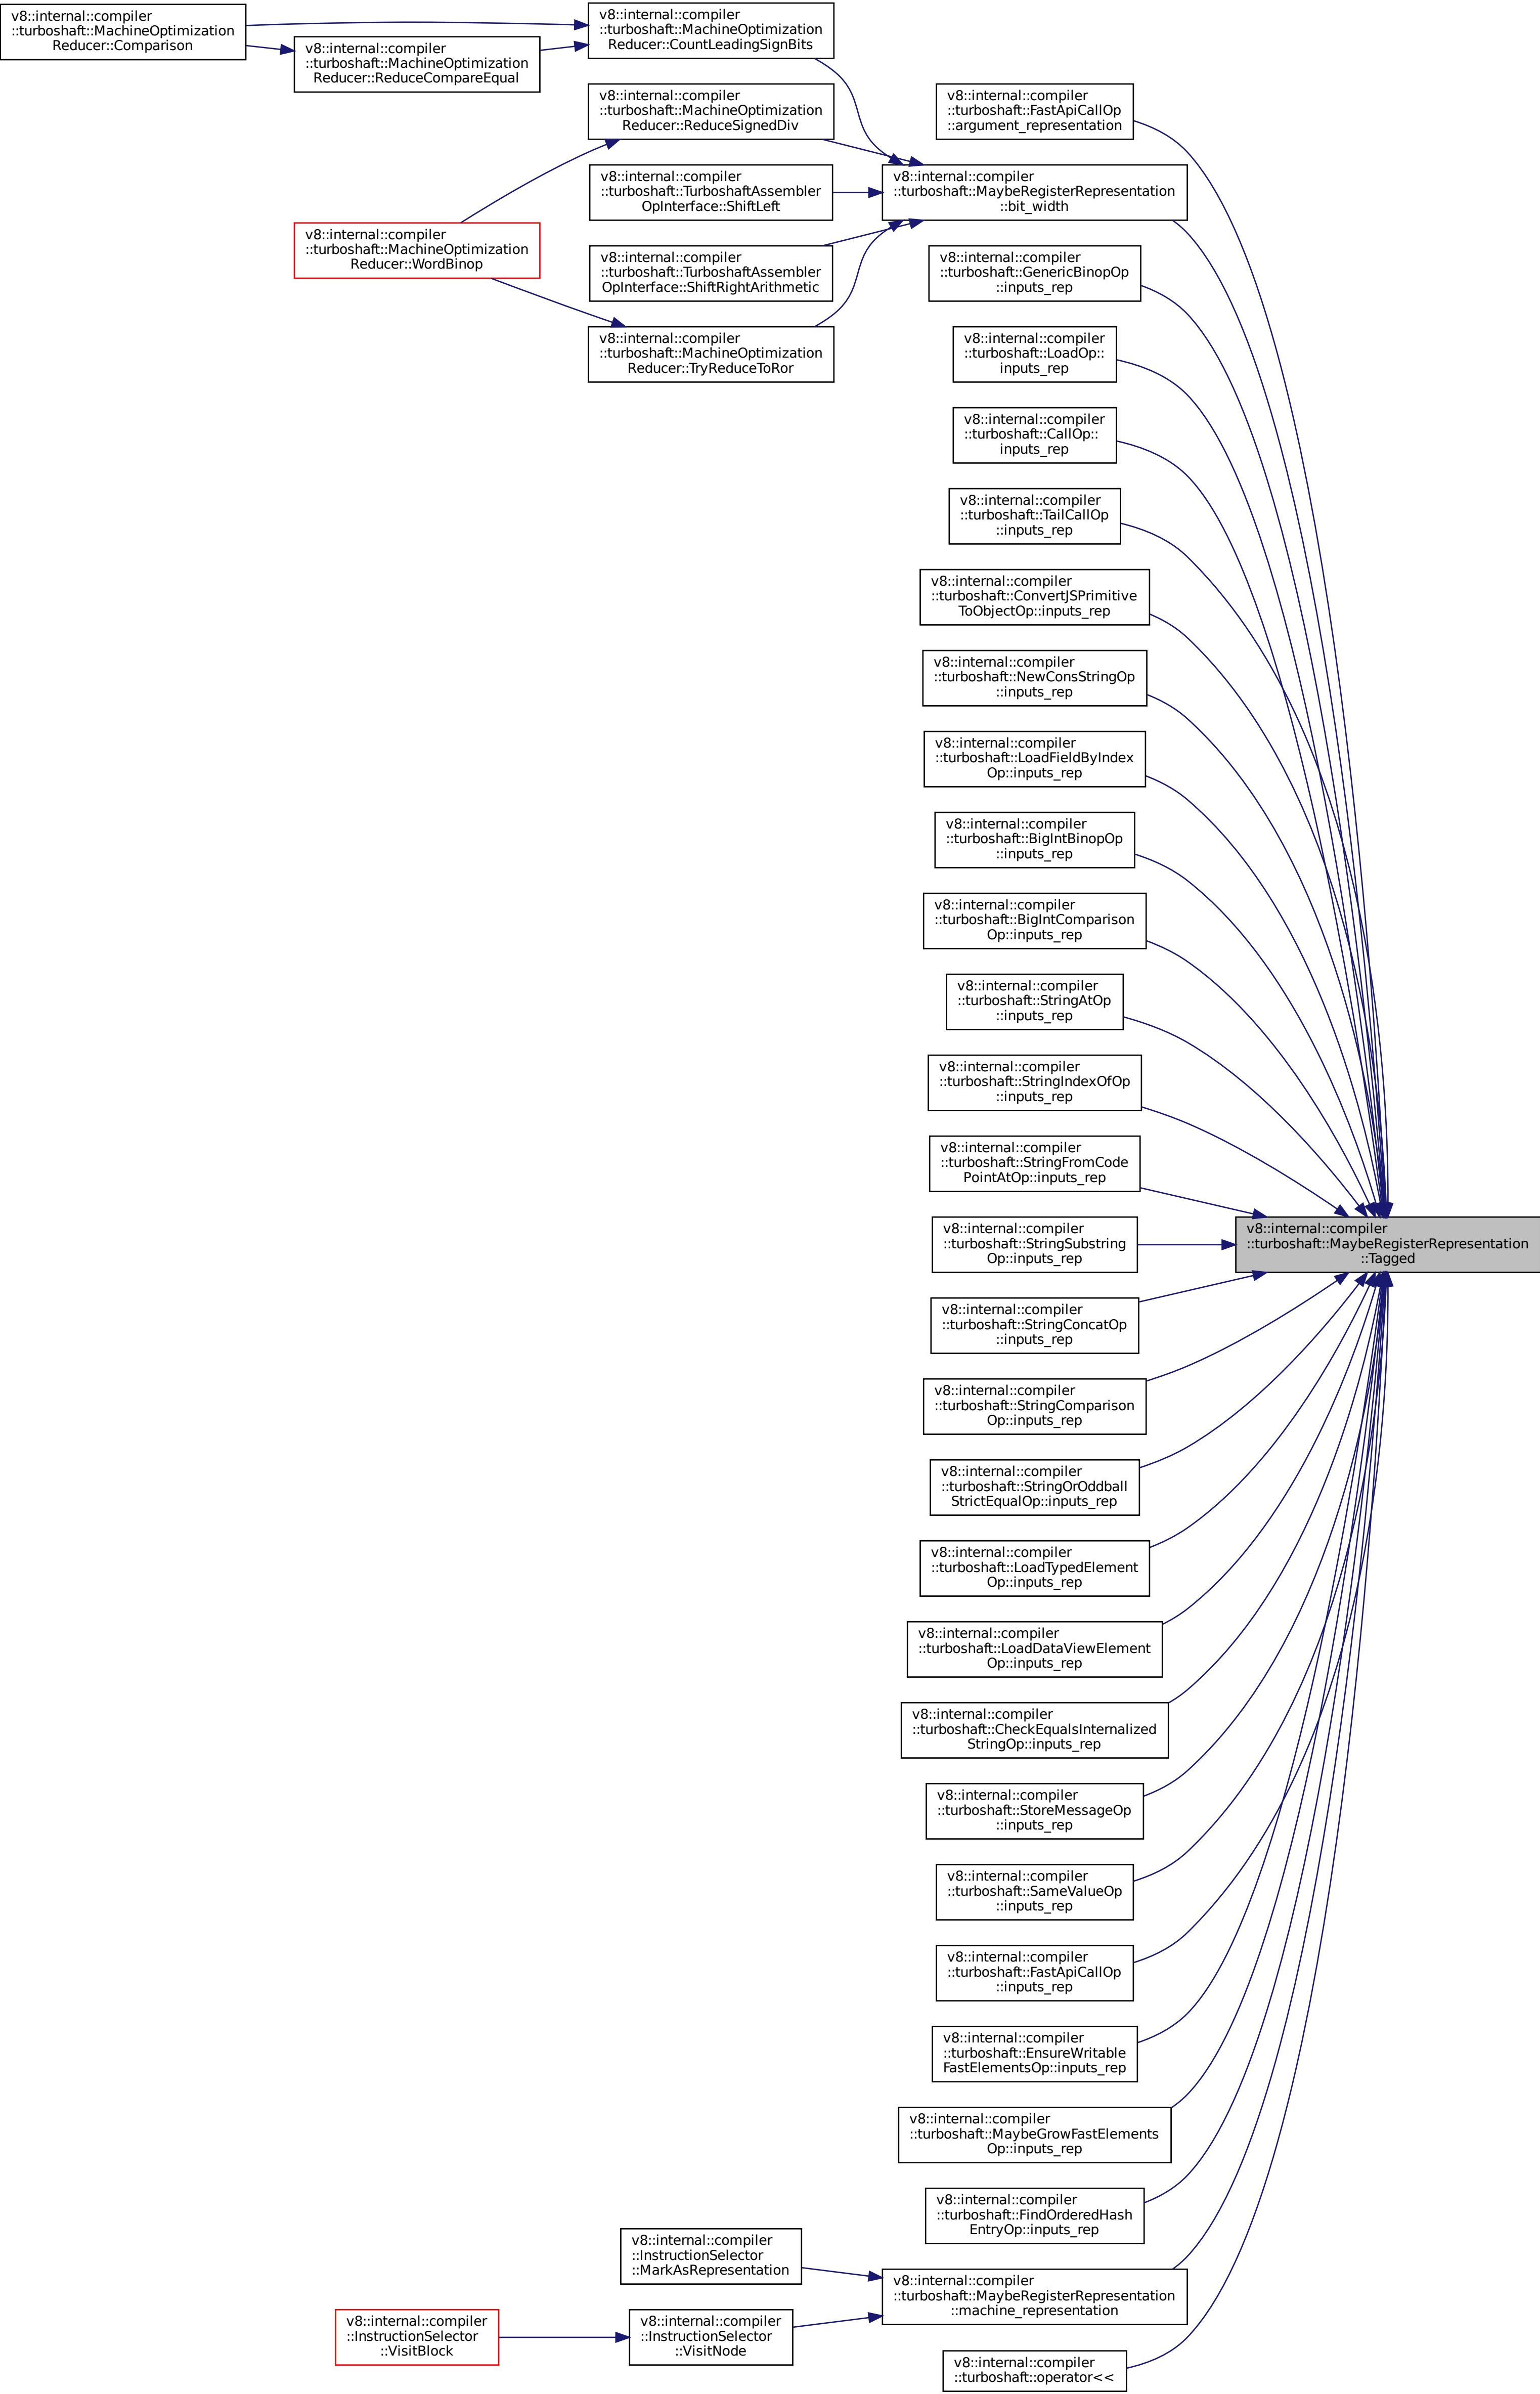 v8::internal::compiler
::turboshaft::MachineOptimization
Reducer::Comparison
v8::internal::compiler
::turboshaft::MachineOptimization
Reducer::ReduceCompareEqual
v8::internal::compiler
::turboshaft::MachineOptimization
Reducer::CountLeadingSignBits
v8::internal::compiler
::turboshaft::MachineOptimization
Reducer::ReduceSignedDiv
v8::internal::compiler
::turboshaft::TurboshaftAssembler
OpInterface::ShiftLeft
v8::internal::compiler
::turboshaft::MachineOptimization
Reducer::WordBinop
v8::internal::compiler
::turboshaft::TurboshaftAssembler
OpInterface::ShiftRightArithmetic
v8::internal::compiler
::turboshaft::MachineOptimization
Reducer::TryReduceToRor
v8::internal::compiler
::turboshaft::FastApiCallOp
::argument_representation
v8::internal::compiler
::turboshaft::MaybeRegisterRepresentation
::bit_width
v8::internal::compiler
::turboshaft::GenericBinopOp
::inputs_rep
v8::internal::compiler
::turboshaft::LoadOp::
inputs_rep
v8::internal::compiler
::turboshaft::CallOp::
inputs_rep
v8::internal::compiler
::turboshaft::TailCallOp
::inputs_rep
v8::internal::compiler
::turboshaft::ConvertJSPrimitive
ToObjectOp::inputs_rep
v8::internal::compiler
::turboshaft::NewConsStringOp
::inputs_rep
v8::internal::compiler
::turboshaft::LoadFieldByIndex
Op::inputs_rep
v8::internal::compiler
::turboshaft::BigIntBinopOp
::inputs_rep
v8::internal::compiler
::turboshaft::BigIntComparison
Op::inputs_rep
v8::internal::compiler
::turboshaft::StringAtOp
::inputs_rep
v8::internal::compiler
::turboshaft::StringIndexOfOp
::inputs_rep
v8::internal::compiler
::turboshaft::StringFromCode
PointAtOp::inputs_rep
v8::internal::compiler
::turboshaft::StringSubstring
Op::inputs_rep
v8::internal::compiler
::turboshaft::MaybeRegisterRepresentation
::Tagged
v8::internal::compiler
::turboshaft::StringConcatOp
::inputs_rep
v8::internal::compiler
::turboshaft::StringComparison
Op::inputs_rep
v8::internal::compiler
::turboshaft::StringOrOddball
StrictEqualOp::inputs_rep
v8::internal::compiler
::turboshaft::LoadTypedElement
Op::inputs_rep
v8::internal::compiler
::turboshaft::LoadDataViewElement
Op::inputs_rep
v8::internal::compiler
::turboshaft::CheckEqualsInternalized
StringOp::inputs_rep
v8::internal::compiler
::turboshaft::StoreMessageOp
::inputs_rep
v8::internal::compiler
::turboshaft::SameValueOp
::inputs_rep
v8::internal::compiler
::turboshaft::FastApiCallOp
::inputs_rep
v8::internal::compiler
::turboshaft::EnsureWritable
FastElementsOp::inputs_rep
v8::internal::compiler
::turboshaft::MaybeGrowFastElements
Op::inputs_rep
v8::internal::compiler
::turboshaft::FindOrderedHash
EntryOp::inputs_rep
v8::internal::compiler
::InstructionSelector
::MarkAsRepresentation
v8::internal::compiler
::turboshaft::MaybeRegisterRepresentation
::machine_representation
v8::internal::compiler
::InstructionSelector
::VisitBlock
v8::internal::compiler
::InstructionSelector
::VisitNode
v8::internal::compiler
::turboshaft::operator<<